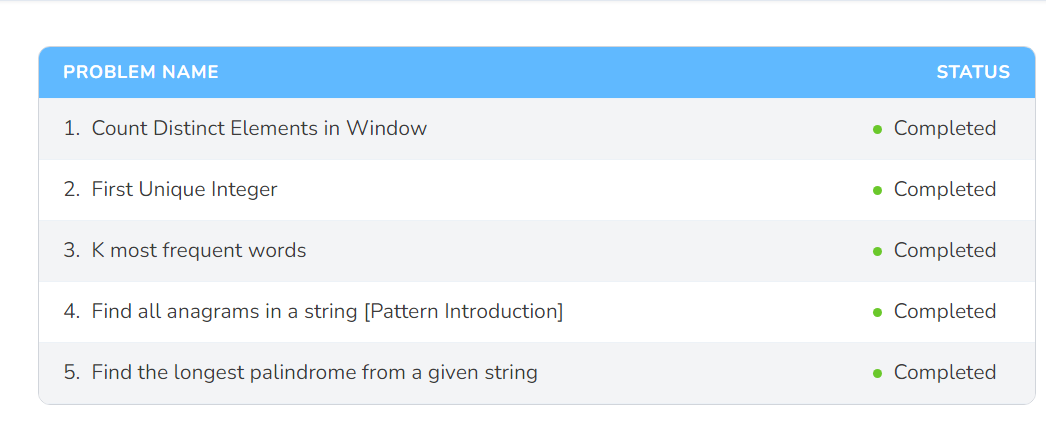 PROBLEM NAME STATUS
1. Count Distinct Elements in Window Completed
2. First Unique Integer Completed
3. K most frequent words Completed
4. Find all anagrams in a string [Pattern Introduction] Completed
5. Find the longest palindrome from a given string Completed